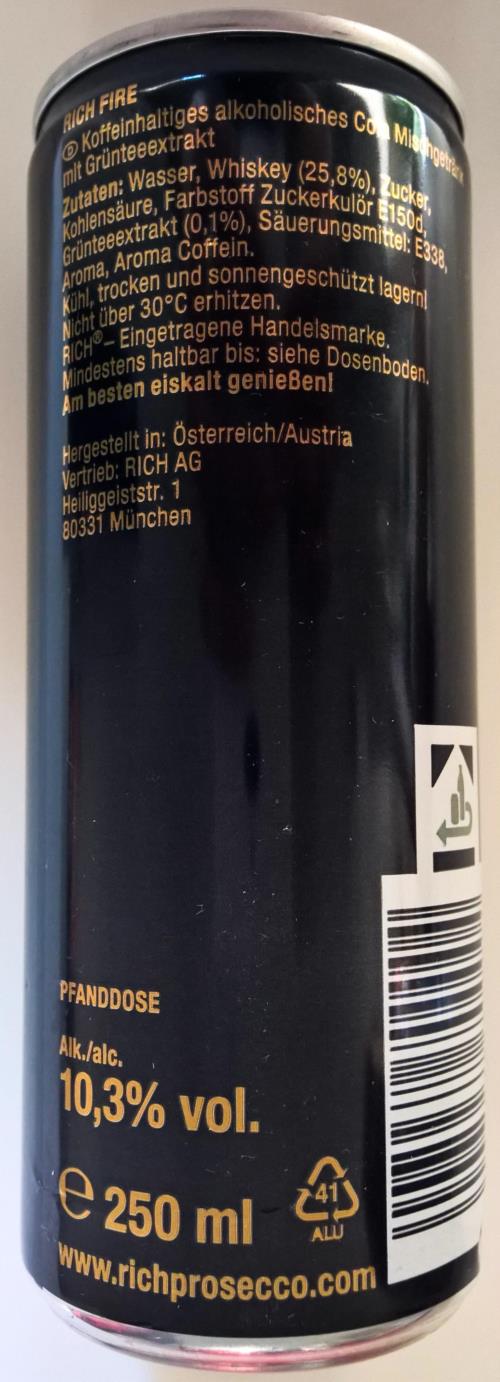 RICH FIRE
D Koffeinhaltiges alkoholisches Mischgetränk
mit Grünteeextrakt
Zutaten: Wasser, Whiskey (25,8%), Zucker,
Kohlensäure, Farbstoff Zuckerkulör E150d,
Grünteeextrakt (0,1%), Säuerungsmittel: E338,
Aroma, Aroma Coffein.
Kühl, trocken und sonnengeschützt lagern!
Nicht über 30°C erhitzen.
RICH® – Eingetragene Handelsmarke.
Mindestens haltbar bis: siehe Dosenboden.
Am besten eiskalt genießen!
Hergestellt in: Österreich/Austria
Vertrieb: RICH AG
Heiliggeiststr. 1
80331 München
PFANDDOSE
Alk./alc.
10,3% vol.
e 250 ml
41
ALU
www.richprosecco.com